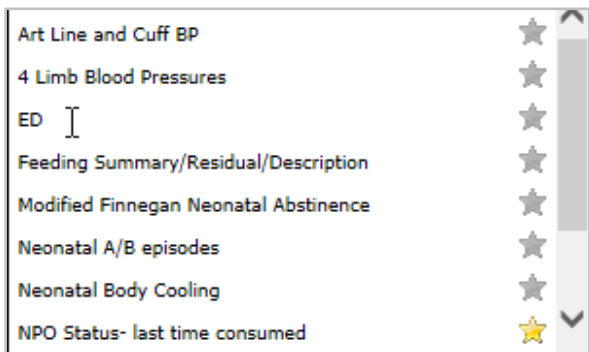 Art Line and Cuff BP
4 Limb Blood Pressures
ED
Feeding Summary/Residual/Description
Modified Finnegan Neonatal Abstinence
Neonatal A/B episodes
Neonatal Body Cooling
NPO Status- last time consumed